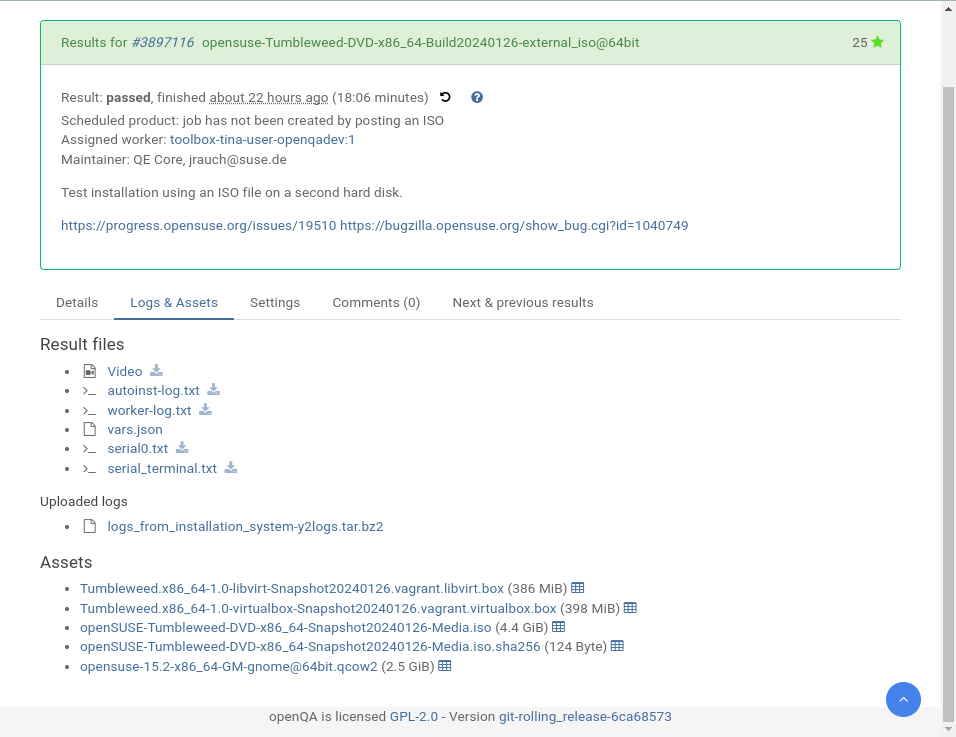 Results for #3897116 opensuse-Tumbleweed-DVD-x86_64-Build20240126-external_iso@64bit 25
Result: passed, finished about 22 hours ago (18:06 minutes)
Scheduled product: job has not been created by posting an ISO
Assigned worker: toolbox-tina-user-openqadev:1
Maintainer: QE Core, jrauch@suse.de
Test installation using an ISO file on a second hard disk.
https://progress.opensuse.org/issues/19510 https://bugzilla.opensuse.org/show_bug.cgi?id=1040749
Details Logs & Assets Settings Comments (0) Next & previous results
Result files
Video
autoinst-log.txt
worker-log.txt
vars.json
serial0.txt
serial_terminal.txt
Uploaded logs
logs_from_installation_system-y2logs.tar.bz2
Assets
Tumbleweed.x86_64-1.0-libvirt-Snapshot20240126.vagrant.libvirt.box (386 MiB)
Tumbleweed.x86_64-1.0-virtualbox-Snapshot20240126.vagrant.virtualbox.box (398 MiB)
openSUSE-Tumbleweed-DVD-x86_64-Snapshot20240126-Media.iso (4.4 GiB)
openSUSE-Tumbleweed-DVD-x86_64-Snapshot20240126-Media.iso.sha256 (124 Byte)
opensuse-15.2-x86_64-GM-gnome@64bit.qcow2 (2.5 GiB)
openQA is licensed GPL-2.0 - Version git-rolling_release-6ca68573